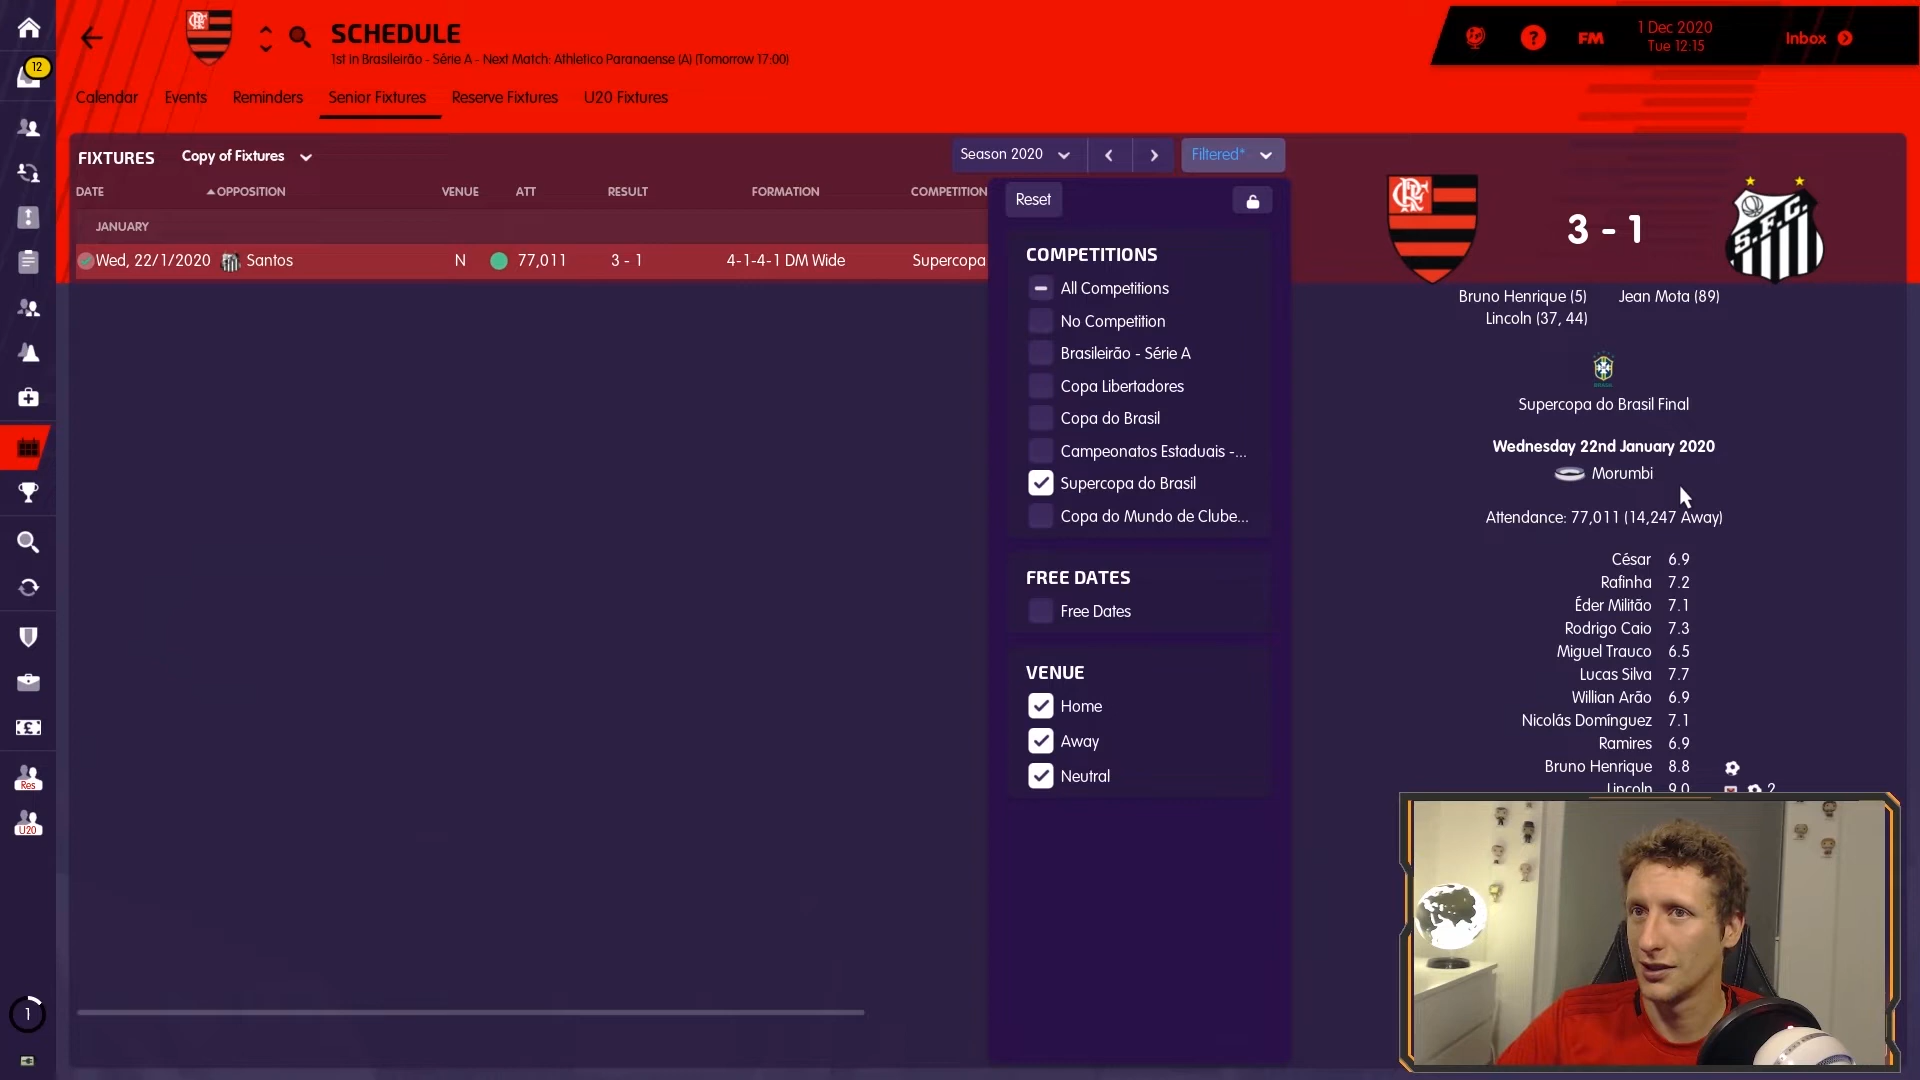 12
SCHEDULE
1st in Brasileirão - Série A - Next Match: Athletico Paranaense (A) (Tomorrow 17:00)
? FM
1 Dec 2020
Tue 12:15
Inbox
Calendar Events Reminders Senior Fixtures Reserve Fixtures U20 Fixtures
FIXTURES Copy of Fixtures Season 2020 Filtered*
DATE OPPOSITION VENUE ATT RESULT FORMATION COMPETITION
JANUARY
Wed, 22/1/2020 Santos N 77,011 3 - 1 4-1-4-1 DM Wide Supercopa
Reset
COMPETITIONS
All Competitions
No Competition
Brasileirão - Série A
Copa Libertadores
Copa do Brasil
Campeonatos Estaduais -...
Supercopa do Brasil
Copa do Mundo de Clube...
FREE DATES
Free Dates
VENUE
Home
Away
Neutral
3 - 1
Bruno Henrique (5) Jean Mota (89)
Lincoln (37, 44)
Supercopa do Brasil Final
Wednesday 22nd January 2020
Morumbi
Attendance: 77,011 (14,247 Away)
César 6.9
Rafinha 7.2
Éder Militão 7.1
Rodrigo Caio 7.3
Miguel Trauco 6.5
Lucas Silva 7.7
Willian Arão 6.9
Nicolás Domínguez 7.1
Ramires 6.9
Bruno Henrique 8.8
Lincoln 9.0 2
Res
U20
1